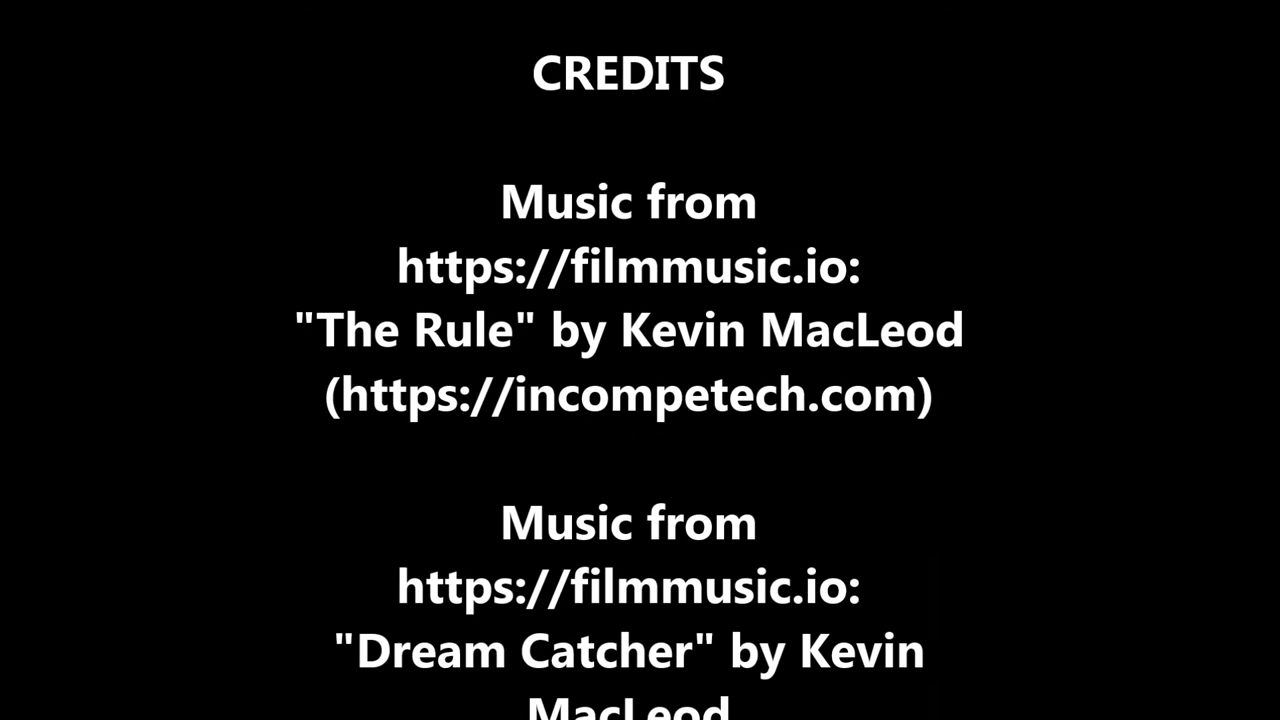 CREDITS
Music from
https://filmmusic.io:
"The Rule" by Kevin MacLeod
(https://incompetech.com)
Music from
https://filmmusic.io:
"Dream Catcher" by Kevin
MacLeod